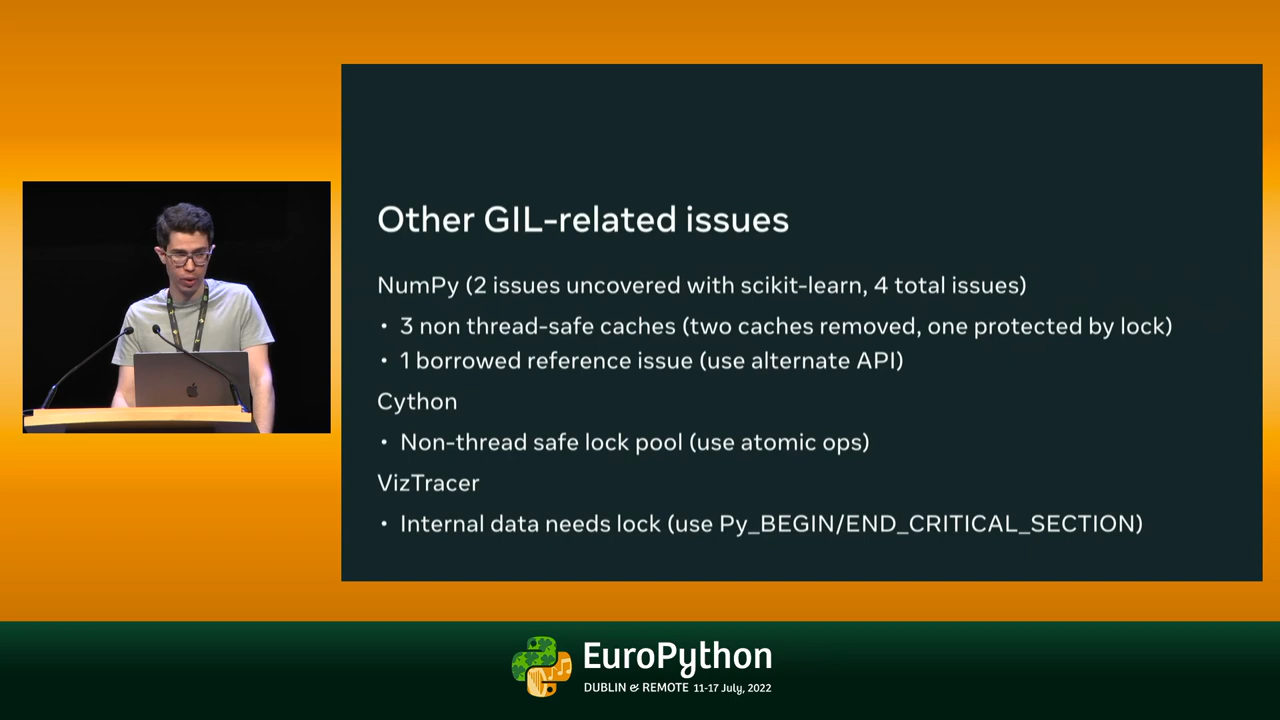 Other GIL-related issues
NumPy (2 issues uncovered with scikit-learn, 4 total issues)
• 3 non thread-safe caches (two caches removed, one protected by lock)
• 1 borrowed reference issue (use alternate API)
Cython
• Non-thread safe lock pool (use atomic ops)
VizTracer
• Internal data needs lock (use Py_BEGIN/END_CRITICAL_SECTION)
EuroPython
DUBLIN & REMOTE 11-17 July, 2022